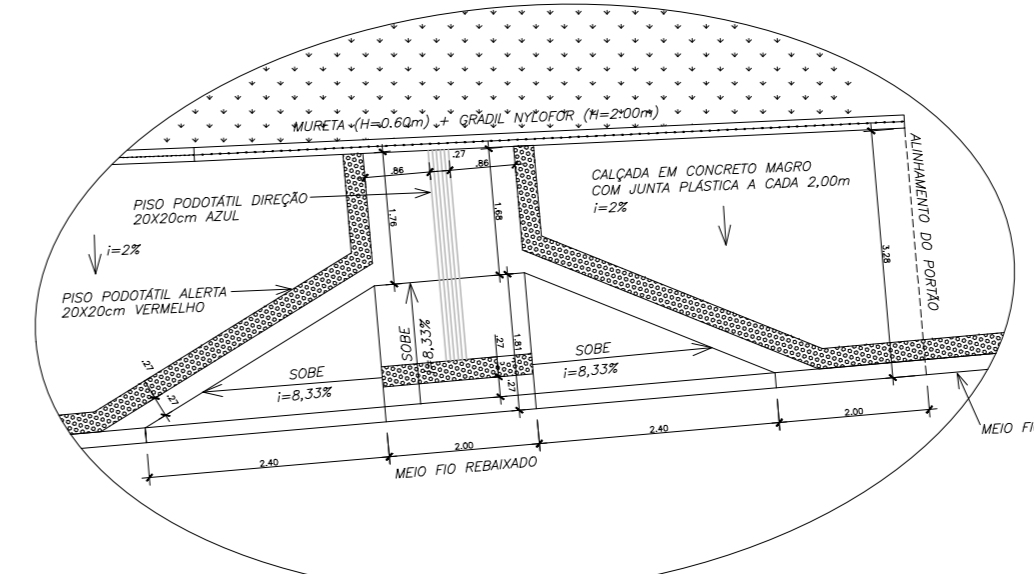 MURETA (H=0.60m) + GRADIL NYLOFOR (H=2.00m)
.27
.86
.86
PISO PODOTÁTIL DIREÇÃO
20X20cm AZUL
CALÇADA EM CONCRETO MAGRO
COM JUNTA PLÁSTICA A CADA 2,00m
i=2%
ALINHAMENTO DO PORTÃO
1.76
1.68
3.28
i=2%
PISO PODOTÁTIL ALERTA
20X20cm VERMELHO
SOBE
i=8,33%
1.81
.27
.27
SOBE
i=8,33%
SOBE
i=8,33%
.27
.27
2.40
2.00
2.40
2.00
MEIO FIO REBAIXADO
MEIO FI